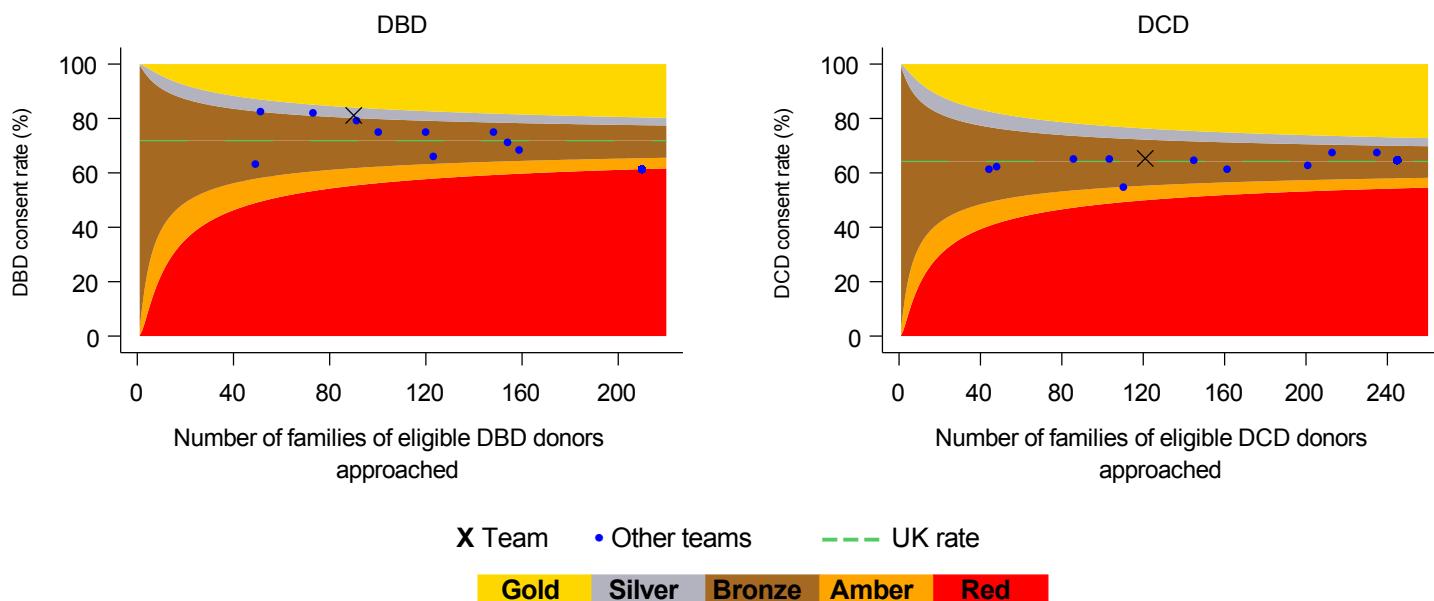 DBD
DBD consent rate (%)
100
80
60
40
20
0
0 40 80 120 160 200
Number of families of eligible DBD donors
approached
DCD
DCD consent rate (%)
100
80
60
40
20
0
0 40 80 120 160 200 240
Number of families of eligible DCD donors
approached
X Team Other teams UK rate
Gold Silver Bronze Amber Red